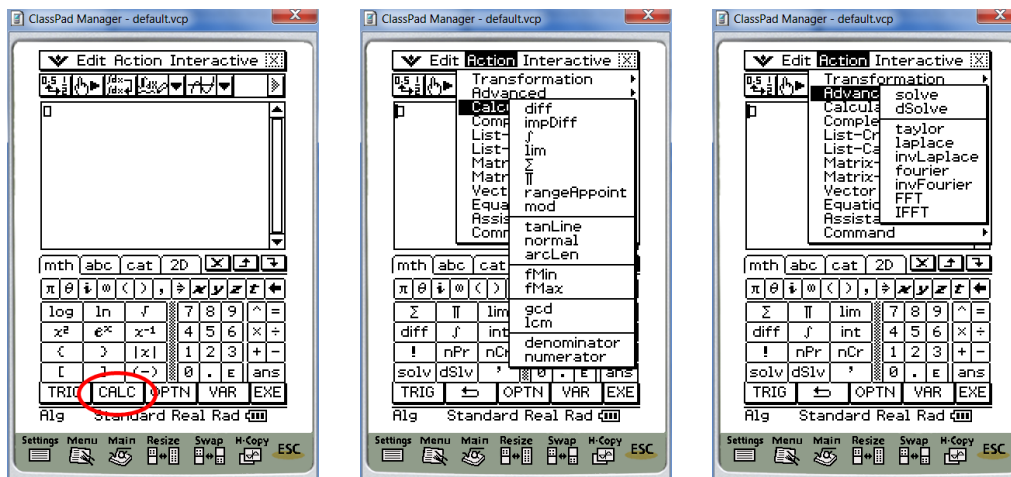 ClassPad Manager - default.vcp
X
Edit Action Interactive
mth abc cat 2D
π θ i ∞ ( ) , ⇒ x y z t ←
log ln √ 7 8 9 ^ =
x² eˣ x⁻¹ 4 5 6 × ÷
{ } |x| 1 2 3 + -
[ ] (-) 0 . E ans
TRIG CALC OPTN VAR EXE
Alg Standard Real Rad
Settings Menu Main Resize Swap H-Copy
ESC
ClassPad Manager - default.vcp
X
Edit Action Interactive
Transformation
Advanced
Calcu
Comp
List-
List-
Matr
Matr
Vect
Equa
Assis
Comm
diff
impDiff
∫
lim
Σ
∏
rangeAppoint
mod
tanLine
normal
arcLen
fMin
fMax
gcd
lcm
denominator
numerator
mth abc cat
π θ i ∞ ( )
Σ ∏ lim
diff ∫ int
! nPr nCr
solv dSlv , 0 . E ans
TRIG OPTN VAR EXE
Alg Standard Real Rad
Settings Menu Main Resize Swap H-Copy
ESC
ClassPad Manager - default.vcp
X
Edit Action Interactive
Transformation
Advanc
Calcula
Comple
List-Cr
List-Ca
Matrix-
Matrix-
Vector
Equatio
Assista
Command
solve
dSolve
taylor
laplace
invLaplace
fourier
invFourier
FFT
IFFT
mth abc cat 2D
π θ i ∞ ( ) , ⇒ x y z t ←
Σ ∏ lim 7 8 9 ^ =
diff ∫ int 4 5 6 × ÷
! nPr nCr 1 2 3 + -
solv dSlv , 0 . E ans
TRIG OPTN VAR EXE
Alg Standard Real Rad
Settings Menu Main Resize Swap H-Copy
ESC